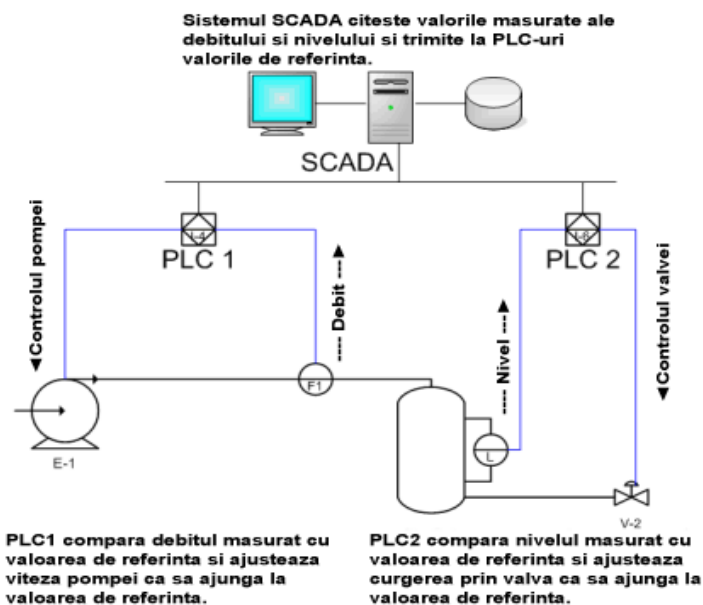 Sistemul SCADA citeste valorile masurate ale
debitului si nivelului si trimite la PLC-uri
valorile de referinta.
SCADA
I-4
PLC 1
I-6
PLC 2
◄Controlul pompei
---- Debit ---►
---- Nivel ---►
◄Controlul valvei
F1
E-1
L
V-2
PLC1 compara debitul masurat cu
valoarea de referinta si ajusteaza
viteza pompei ca sa ajunga la
valoarea de referinta.
PLC2 compara nivelul masurat cu
valoarea de referinta si ajusteaza
curgerea prin valva ca sa ajunga la
valoarea de referinta.